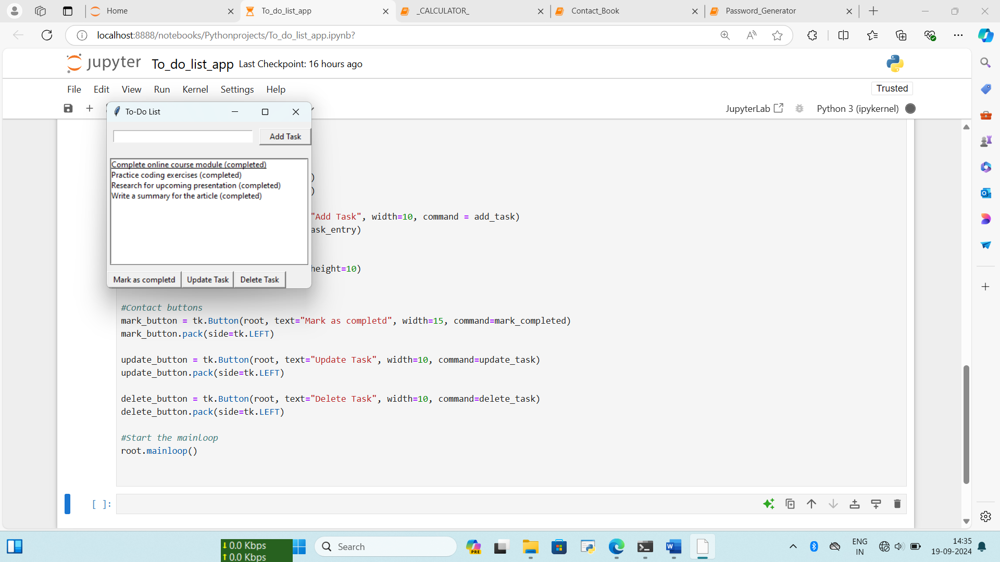 Home
To_do_list_app
_CALCULATOR_
Contact_Book
Password_Generator
localhost:8888/notebooks/Pythonprojects/To_do_list_app.ipynb?
jupyter To_do_list_app Last Checkpoint: 16 hours ago
File Edit View Run Kernel Settings Help
Trusted
JupyterLab
Python 3 (ipykernel)
To-Do List
Add Task
Complete online course module (completed)
Practice coding exercises (completed)
Research for upcoming presentation (completed)
Write a summary for the article (completed)
Mark as completd
Update Task
Delete Task
)
)
"Add Task", width=10, command = add_task)
ask_entry)
height=10)
#Contact buttons
mark_button = tk.Button(root, text="Mark as completd", width=15, command=mark_completed)
mark_button.pack(side=tk.LEFT)
update_button = tk.Button(root, text="Update Task", width=10, command=update_task)
update_button.pack(side=tk.LEFT)
delete_button = tk.Button(root, text="Delete Task", width=10, command=delete_task)
delete_button.pack(side=tk.LEFT)
#Start the mainloop
root.mainloop()
[ ]:
↓ 0.0 Kbps
↑ 0.0 Kbps
Search
PRE
ENG
IN
14:35
19-09-2024